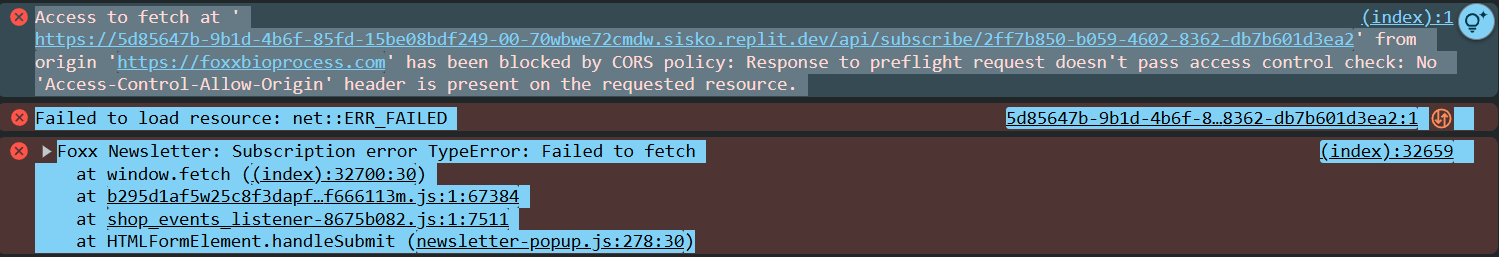 Access to fetch at ' (index):1
https://5d85647b-9b1d-4b6f-85fd-15be08bdf249-00-70wbwe72cmdw.sisko.replit.dev/api/subscribe/2ff7b850-b059-4602-8362-db7b601d3ea2' from
origin 'https://foxxbioprocess.com' has been blocked by CORS policy: Response to preflight request doesn't pass access control check: No
'Access-Control-Allow-Origin' header is present on the requested resource.
Failed to load resource: net::ERR_FAILED 5d85647b-9b1d-4b6f-8…8362-db7b601d3ea2:1
Foxx Newsletter: Subscription error TypeError: Failed to fetch (index):32659
at window.fetch ((index):32700:30)
at b295d1af5w25c8f3dapf…f666113m.js:1:67384
at shop_events_listener-8675b082.js:1:7511
at HTMLFormElement.handleSubmit (newsletter-popup.js:278:30)